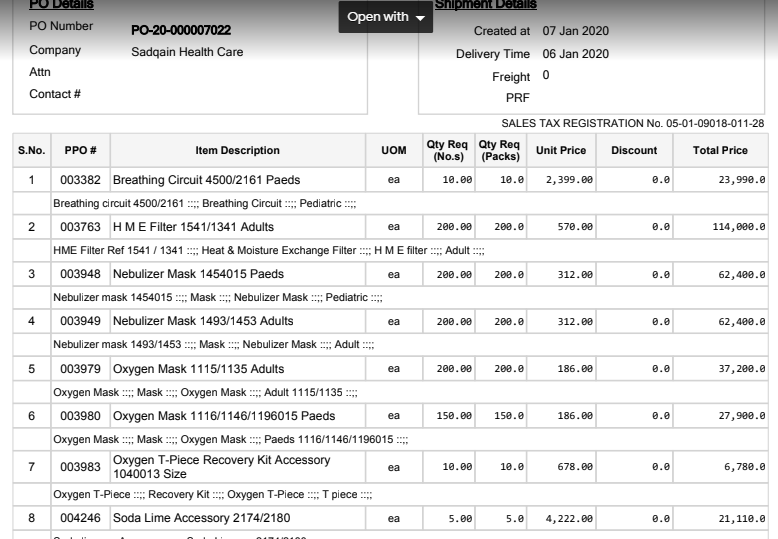 PO Details
Shipment Details
Open with
PO Number PO-20-000007022
Created at 07 Jan 2020
Company Sadqain Health Care
Delivery Time 06 Jan 2020
Attn
Freight 0
Contact #
PRF
SALES TAX REGISTRATION No. 05-01-09018-011-28
S.No. PPO # Item Description UOM Qty Req (No.s) Qty Req (Packs) Unit Price Discount Total Price
1 003382 Breathing Circuit 4500/2161 Paeds ea 10.00 10.0 2,399.00 0.0 23,990.0
Breathing circuit 4500/2161 ::;; Breathing Circuit ::;; Pediatric ::;;
2 003763 H M E Filter 1541/1341 Adults ea 200.00 200.0 570.00 0.0 114,000.0
HME Filter Ref 1541 / 1341 ::;; Heat & Moisture Exchange Filter ::;; H M E filter ::;; Adult ::;;
3 003948 Nebulizer Mask 1454015 Paeds ea 200.00 200.0 312.00 0.0 62,400.0
Nebulizer mask 1454015 ::;; Mask ::;; Nebulizer Mask ::;; Pediatric ::;;
4 003949 Nebulizer Mask 1493/1453 Adults ea 200.00 200.0 312.00 0.0 62,400.0
Nebulizer mask 1493/1453 ::;; Mask ::;; Nebulizer Mask ::;; Adult ::;;
5 003979 Oxygen Mask 1115/1135 Adults ea 200.00 200.0 186.00 0.0 37,200.0
Oxygen Mask ::;; Mask ::;; Oxygen Mask ::;; Adult 1115/1135 ::;;
6 003980 Oxygen Mask 1116/1146/1196015 Paeds ea 150.00 150.0 186.00 0.0 27,900.0
Oxygen Mask ::;; Mask ::;; Oxygen Mask ::;; Paeds 1116/1146/1196015 ::;;
7 003983 Oxygen T-Piece Recovery Kit Accessory 1040013 Size ea 10.00 10.0 678.00 0.0 6,780.0
Oxygen T-Piece ::;; Recovery Kit ::;; Oxygen T-Piece ::;; T piece ::;;
8 004246 Soda Lime Accessory 2174/2180 ea 5.00 5.0 4,222.00 0.0 21,110.0